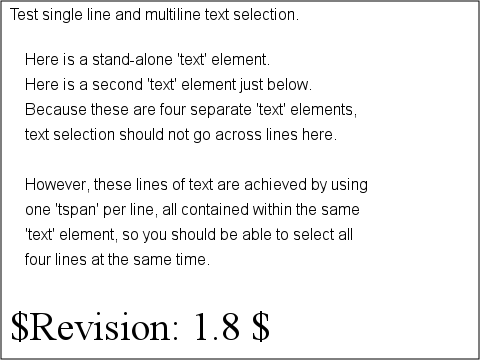 Test single line and multiline text selection.
Here is a stand-alone 'text' element.
Here is a second 'text' element just below.
Because these are four separate 'text' elements,
text selection should not go across lines here.
However, these lines of text are achieved by using
one 'tspan' per line, all contained within the same
'text' element, so you should be able to select all
four lines at the same time.
$Revision: 1.8 $